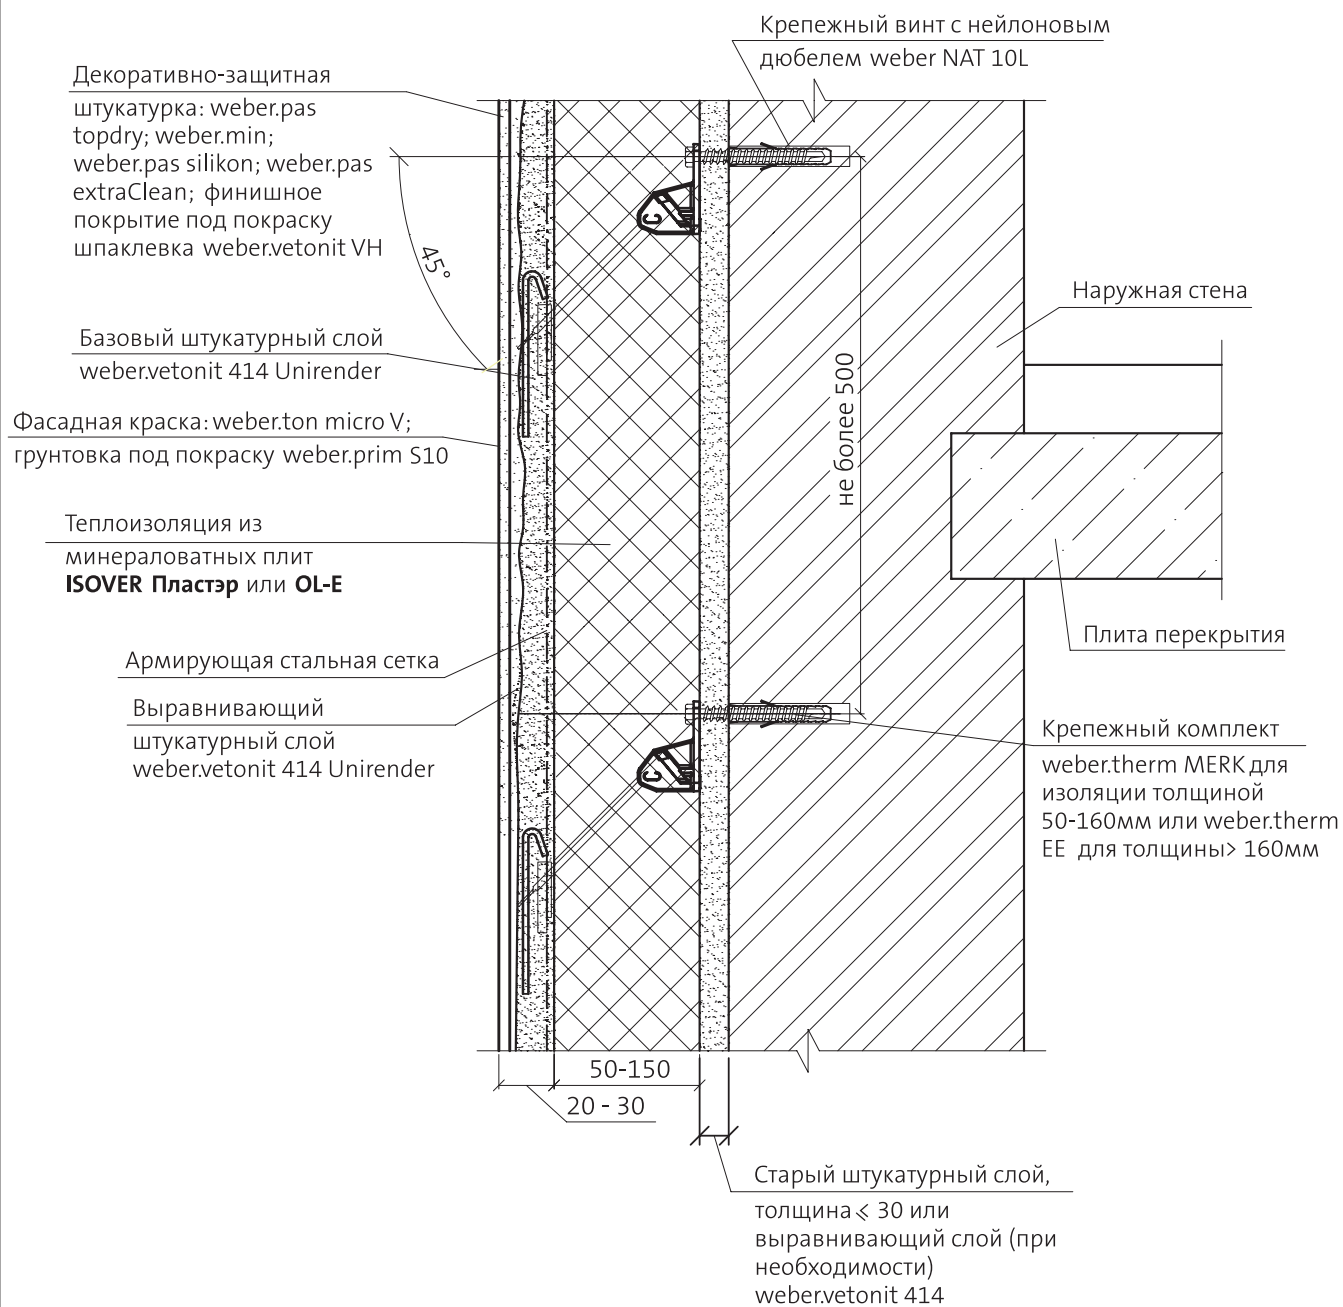 Крепежный винт с нейлоновым
дюбелем weber NAT 10L
Декоративно-защитная
штукатурка: weber.pas
topdry; weber.min;
weber.pas silikon; weber.pas
extraClean; финишное
покрытие под покраску
шпаклевка weber.vetonit VH
45°
Наружная стена
Базовый штукатурный слой
weber.vetonit 414 Unirender
не более 500
Фасадная краска: weber.ton micro V;
грунтовка под покраску weber.prim S10
Теплоизоляция из
минераловатных плит
ISOVER Пластэр или OL-E
Плита перекрытия
Армирующая стальная сетка
Выравнивающий
штукатурный слой
weber.vetonit 414 Unirender
Крепежный комплект
weber.therm MERK для
изоляции толщиной
50-160мм или weber.therm
EE для толщины> 160мм
50-150
20 - 30
Старый штукатурный слой,
толщина ⩽ 30 или
выравнивающий слой (при
необходимости)
weber.vetonit 414